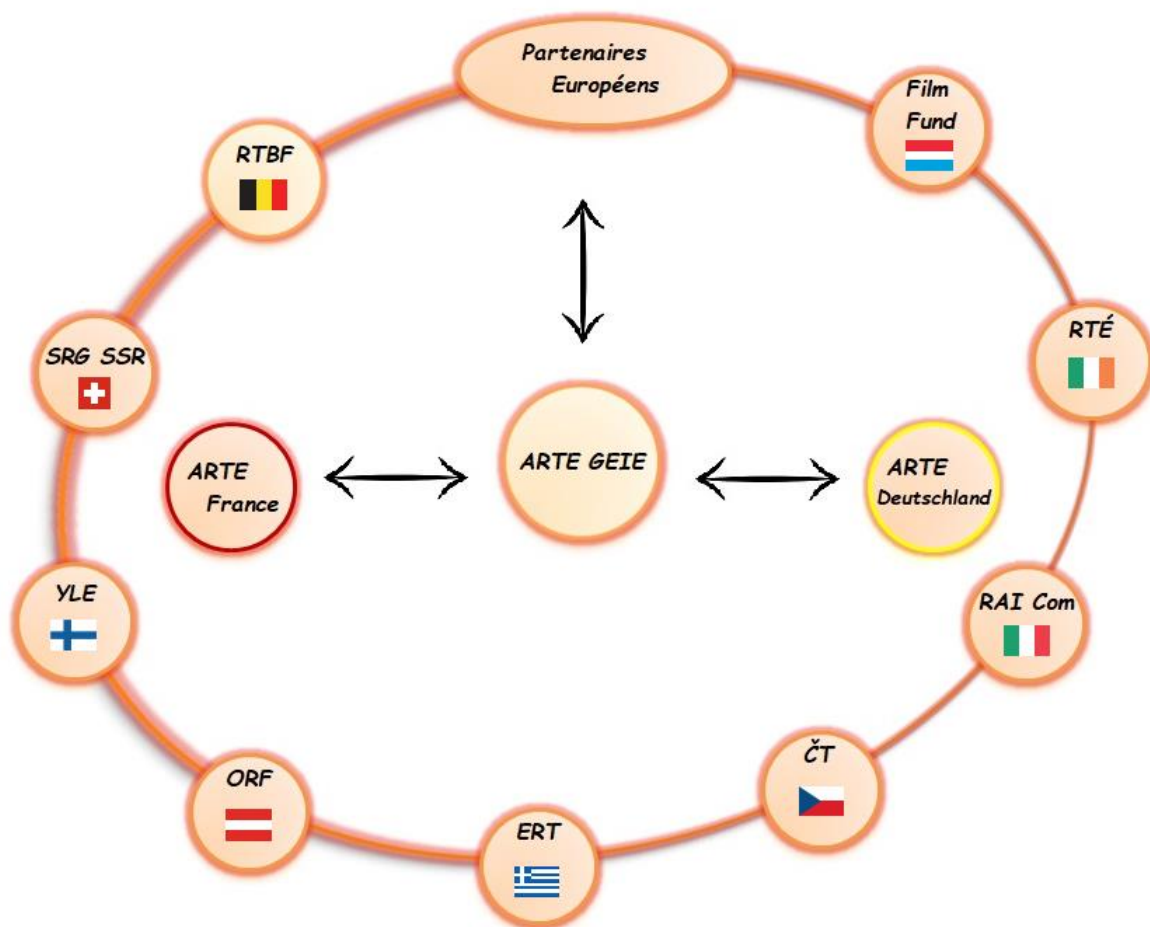 Partenaires
Européens
Film
Fund
RTBF
RTÉ
SRG SSR
ARTE
France
ARTE GEIE
ARTE
Deutschland
YLE
RAI Com
ORF
ČT
ERT